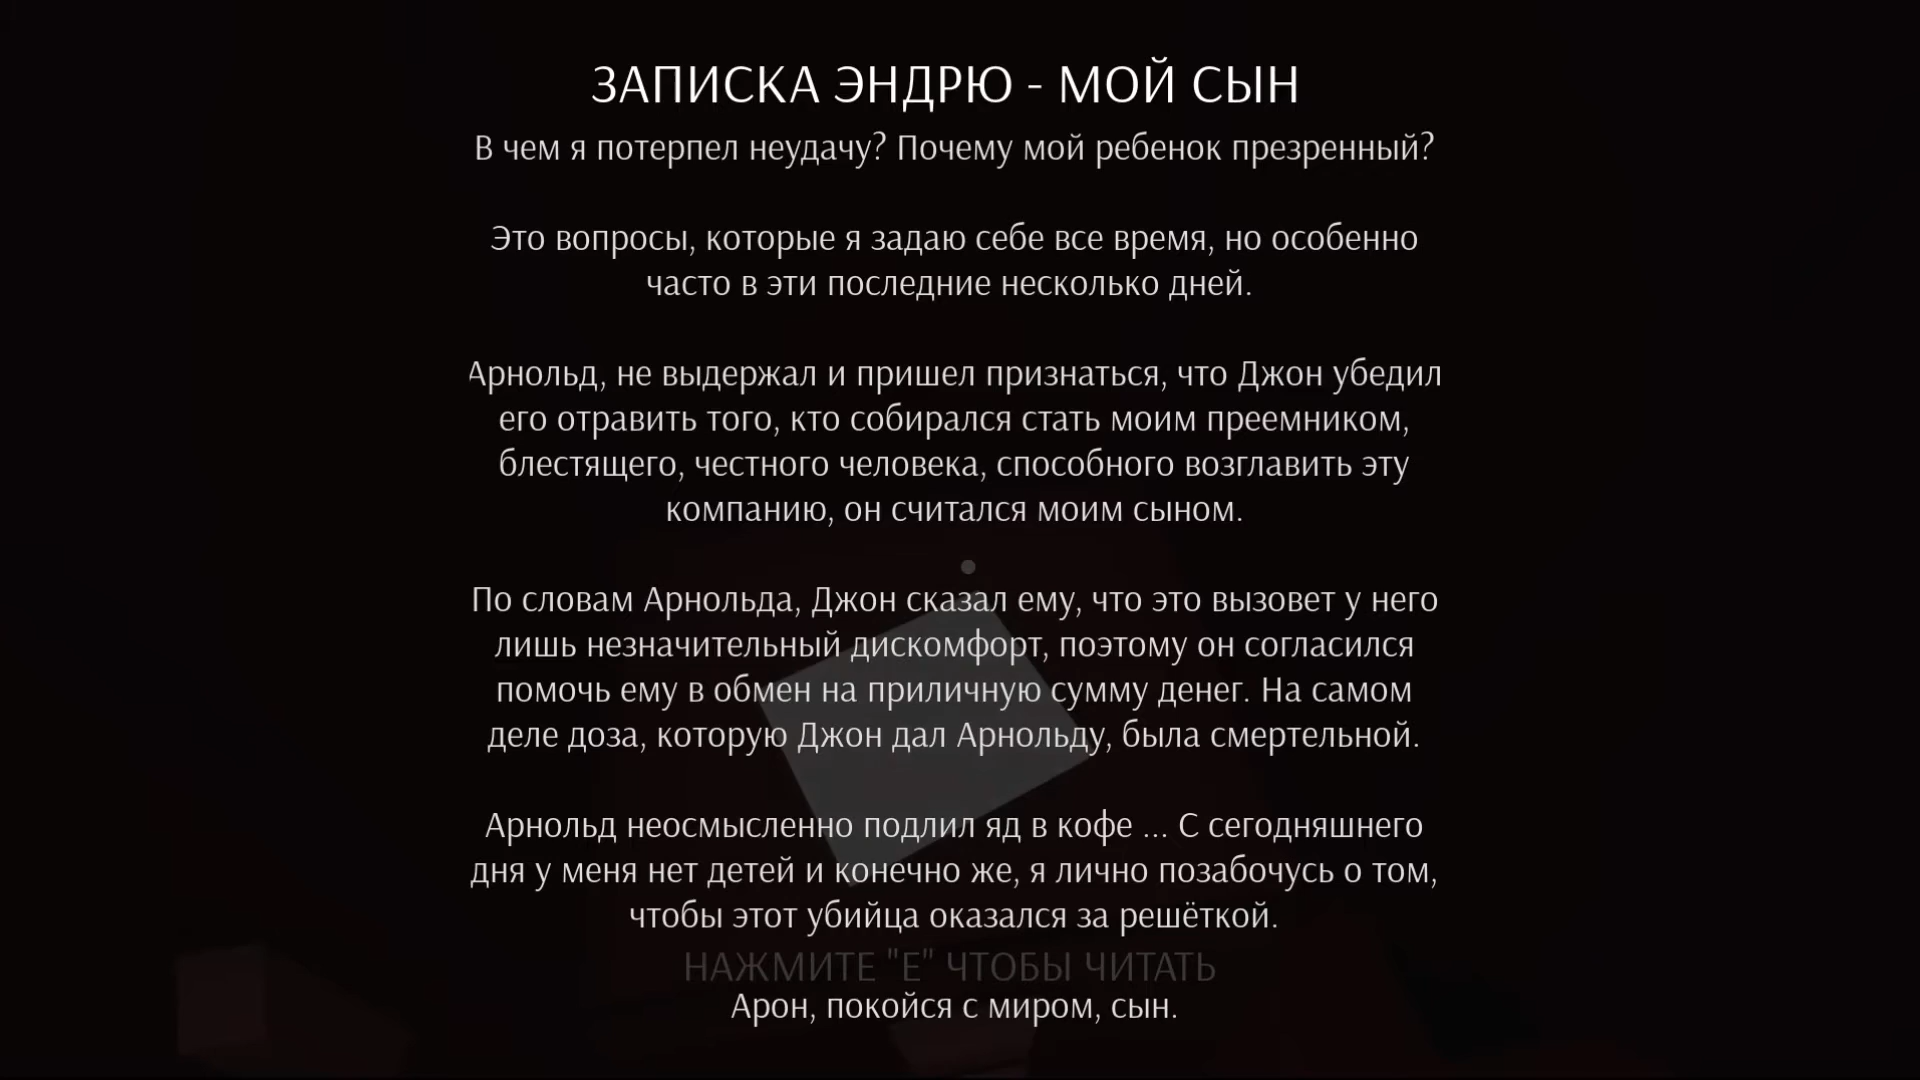 ЗАПИСКА ЭНДРЮ - МОЙ СЫН
В чем я потерпел неудачу? Почему мой ребенок презренный?
Это вопросы, которые я задаю себе все время, но особенно
часто в эти последние несколько дней.
Арнольд, не выдержал и пришел признаться, что Джон убедил
его отравить того, кто собирался стать моим преемником,
блестящего, честного человека, способного возглавить эту
компанию, он считался моим сыном.
По словам Арнольда, Джон сказал ему, что это вызовет у него
лишь незначительный дискомфорт, поэтому он согласился
помочь ему в обмен на приличную сумму денег. На самом
деле доза, которую Джон дал Арнольду, была смертельной.
Арнольд неосмысленно подлил яд в кофе ... С сегодняшнего
дня у меня нет детей и конечно же, я лично позабочусь о том,
чтобы этот убийца оказался за решёткой.
НАЖМИТЕ "E" ЧТОБЫ ЧИТАТЬ
Арон, покойся с миром, сын.